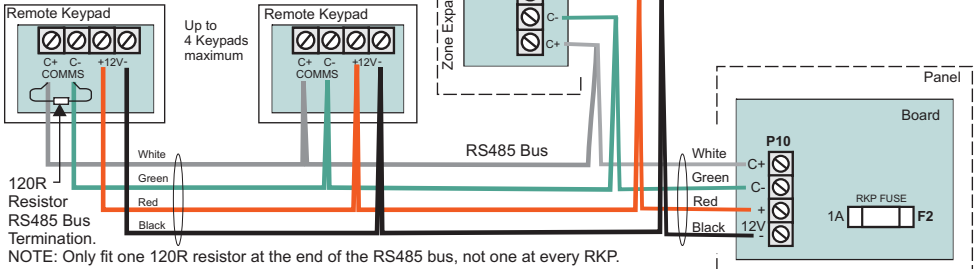 Remote Keypad
C+ C- +12V-
COMMS
Up to
4 Keypads
maximum
Remote Keypad
C+ C- +12V-
COMMS
Zone Expa
C-
C+
Panel
Board
P10
C+
C-
+
12V
-
RKP FUSE
1A
F2
White
Green
Red
Black
RS485 Bus
White
Green
Red
Black
120R
Resistor
RS485 Bus
Termination.
NOTE: Only fit one 120R resistor at the end of the RS485 bus, not one at every RKP.